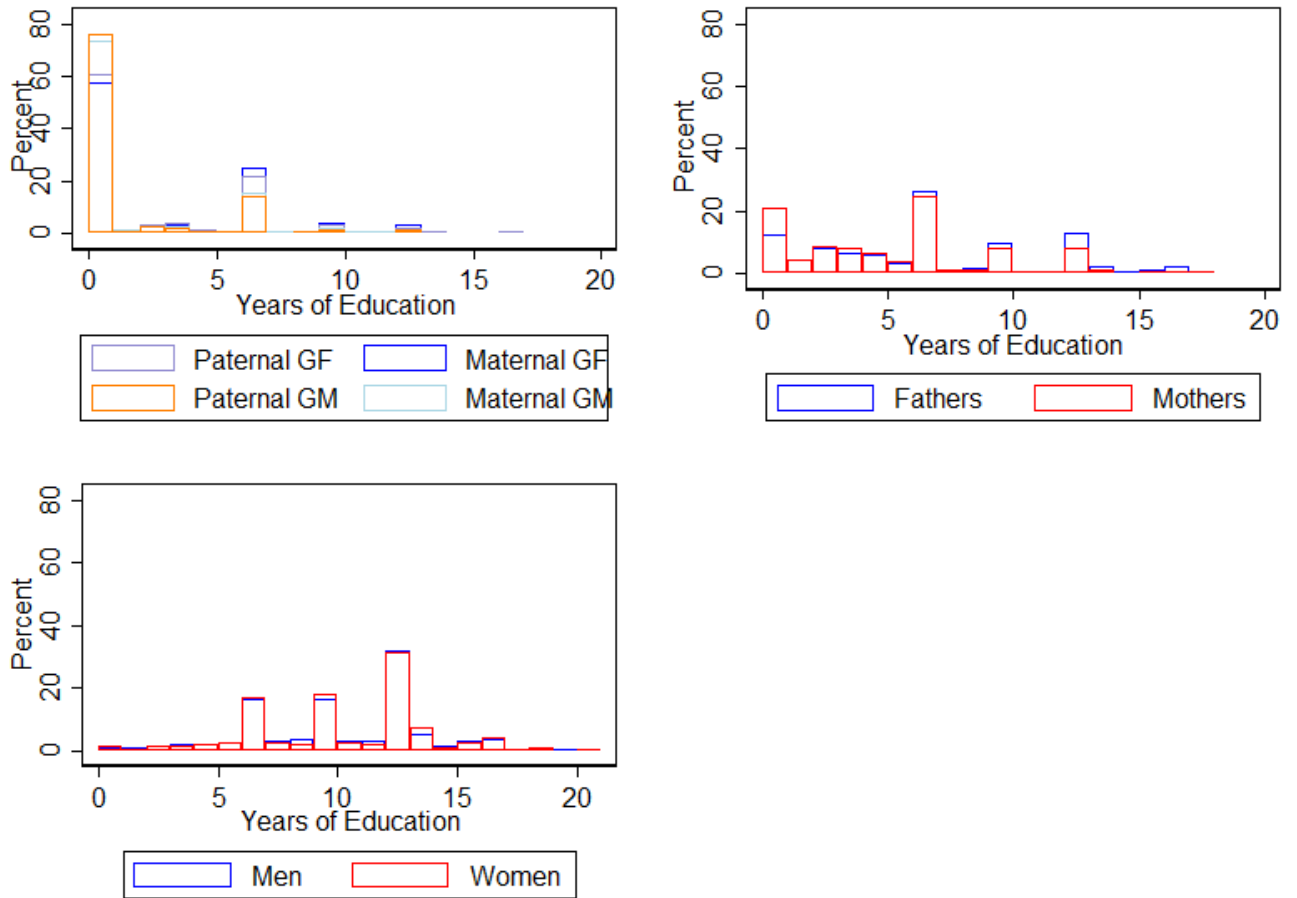 80
60
40
20
0
Percent
0 5 10 15 20
Years of Education
Paternal GF Maternal GF
Paternal GM Maternal GM
80
60
40
20
0
Percent
0 5 10 15 20
Years of Education
Fathers Mothers
80
60
40
20
0
Percent
0 5 10 15 20
Years of Education
Men Women